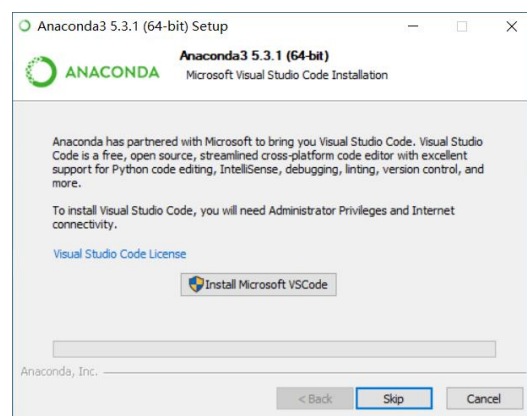 Anaconda3 5.3.1 (64-bit) Setup
ANACONDA
Anaconda3 5.3.1 (64-bit)
Microsoft Visual Studio Code Installation
Anaconda has partnered with Microsoft to bring you Visual Studio Code. Visual Studio
Code is a free, open source, streamlined cross-platform code editor with excellent
support for Python code editing, IntelliSense, debugging, linting, version control, and
more.
To install Visual Studio Code, you will need Administrator Privileges and Internet
connectivity.
Visual Studio Code License
Install Microsoft VSCode
Anaconda, Inc.
< Back
Skip
Cancel